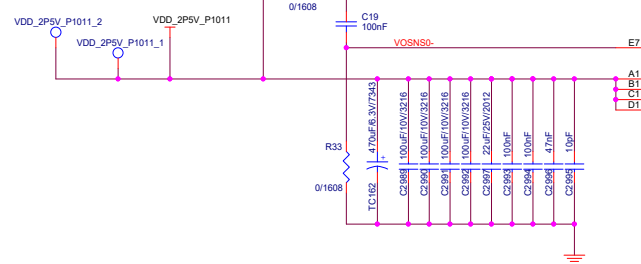 0/1608
VDD_2P5V_P1011_2
VDD_2P5V_P1011
VDD_2P5V_P1011_1
C19
100nF
VOSNS0-
E7
A1
B1
C1
D1
R33
0/1608
470uF/6.3V/7343
TC162
100uF/10V/3216
C2989
100uF/10V/3216
C2990
100uF/10V/3216
C2991
100uF/10V/3216
C2992
22uF/25V/2012
C2997
100nF
C2993
100nF
C2994
47nF
C2996
10pF
C2995
+